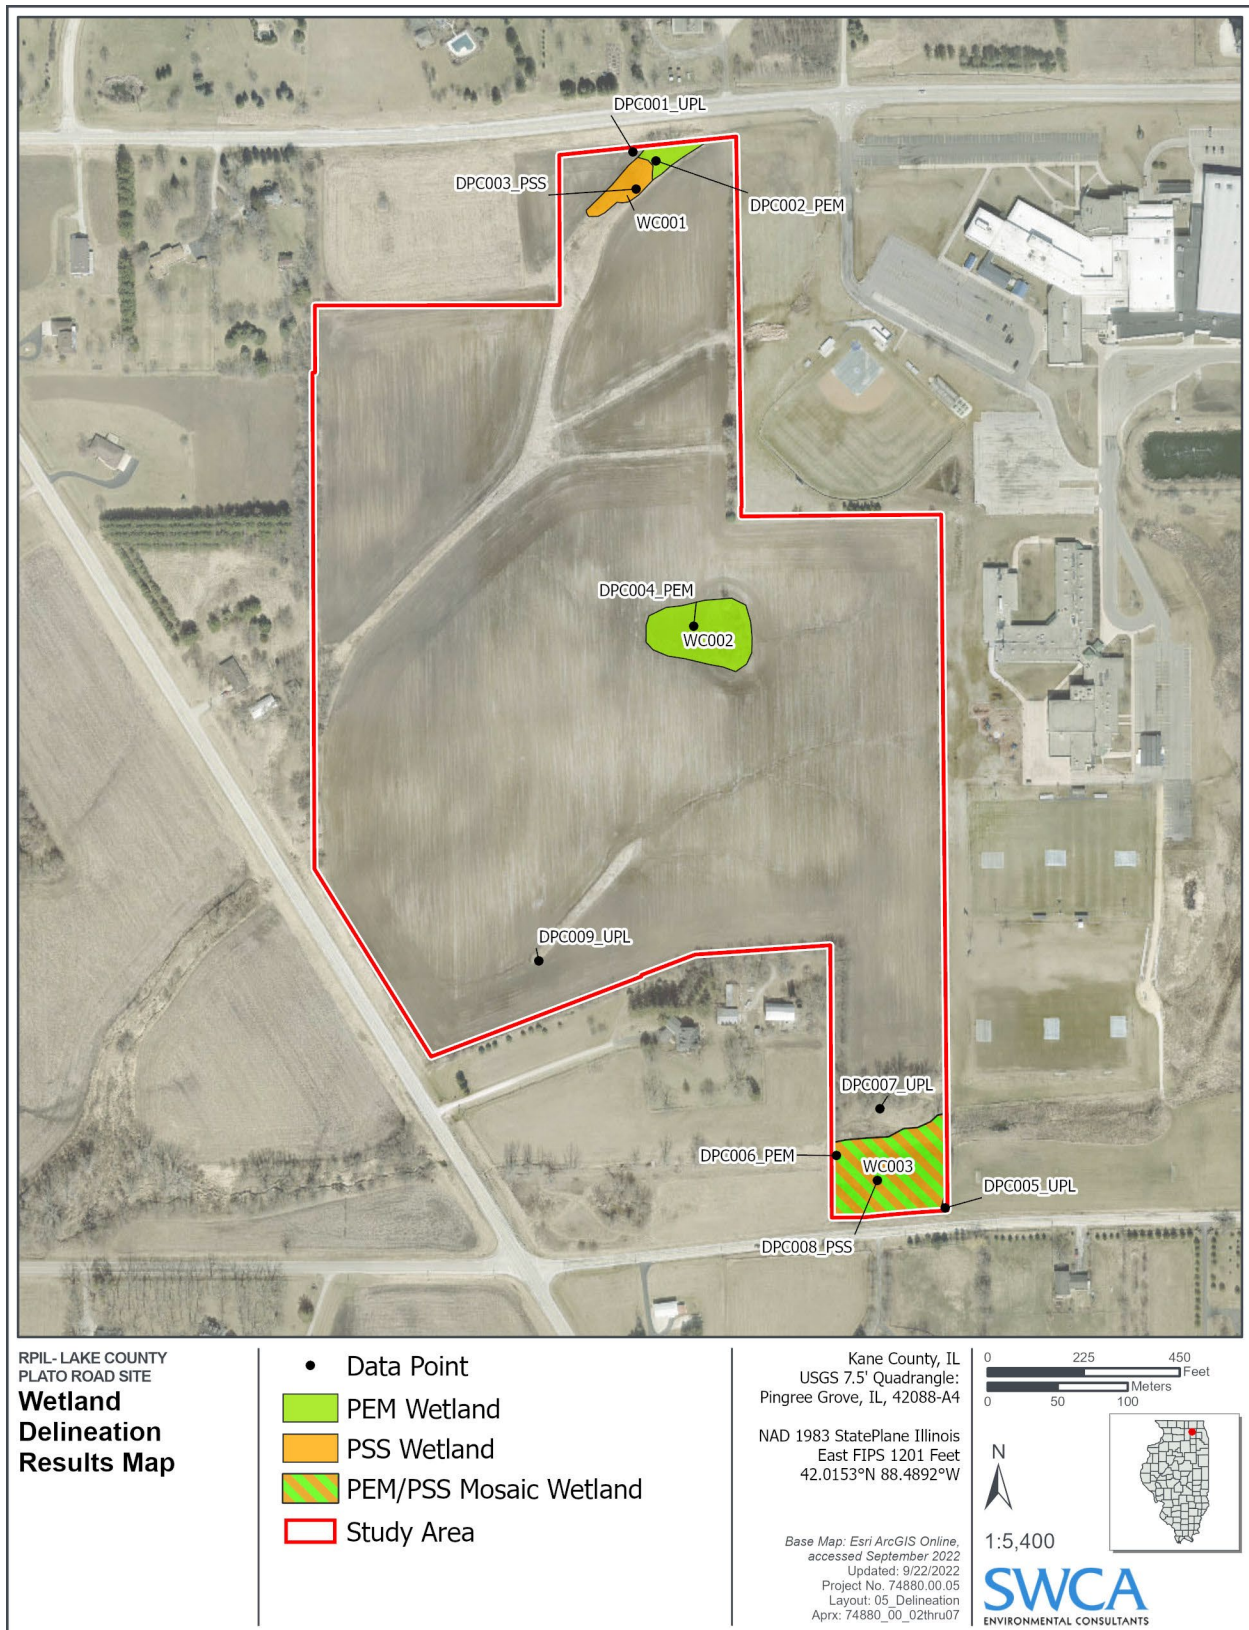 DPC001_UPL
DPC003_PSS
DPC002_PEM
WC001
DPC004_PEM
WC002
DPC009_UPL
DPC007_UPL
DPC006_PEM
WC003
DPC005_UPL
DPC008_PSS
RPIL- LAKE COUNTY
PLATO ROAD SITE
Wetland
Delineation
Results Map
Data Point
PEM Wetland
PSS Wetland
PEM/PSS Mosaic Wetland
Study Area
Kane County, IL
USGS 7.5' Quadrangle:
Pingree Grove, IL, 42088-A4
NAD 1983 StatePlane Illinois
East FIPS 1201 Feet
42.0153°N 88.4892°W
Base Map: Esri ArcGIS Online,
accessed September 2022
Updated: 9/22/2022
Project No. 74880.00.05
Layout: 05_Delineation
Aprx: 74880_00_02thru07
0 225 450
Feet
Meters
0 50 100
N
1:5,400
SWCA
ENVIRONMENTAL CONSULTANTS